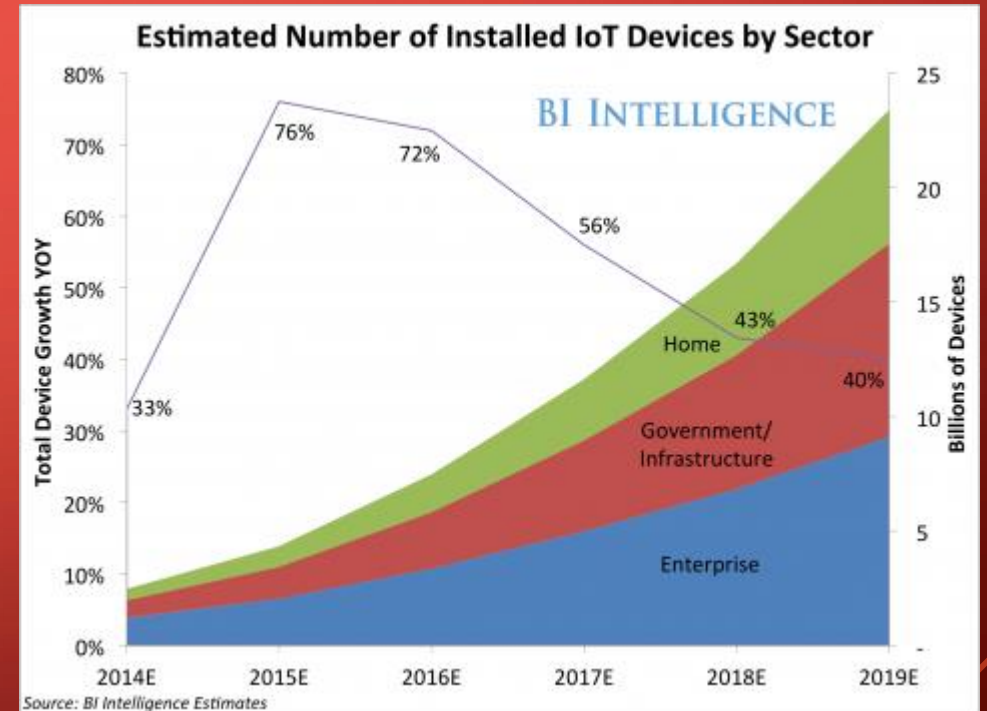 Estimated Number of Installed IoT Devices by Sector
BI INTELLIGENCE
Total Device Growth YOY
80%
70%
60%
50%
40%
30%
20%
10%
0%
33%
76%
72%
56%
43%
40%
Home
Government/
Infrastructure
Enterprise
25
20
15
10
5
-
Billions of Devices
2014E 2015E 2016E 2017E 2018E 2019E
Source: BI Intelligence Estimates